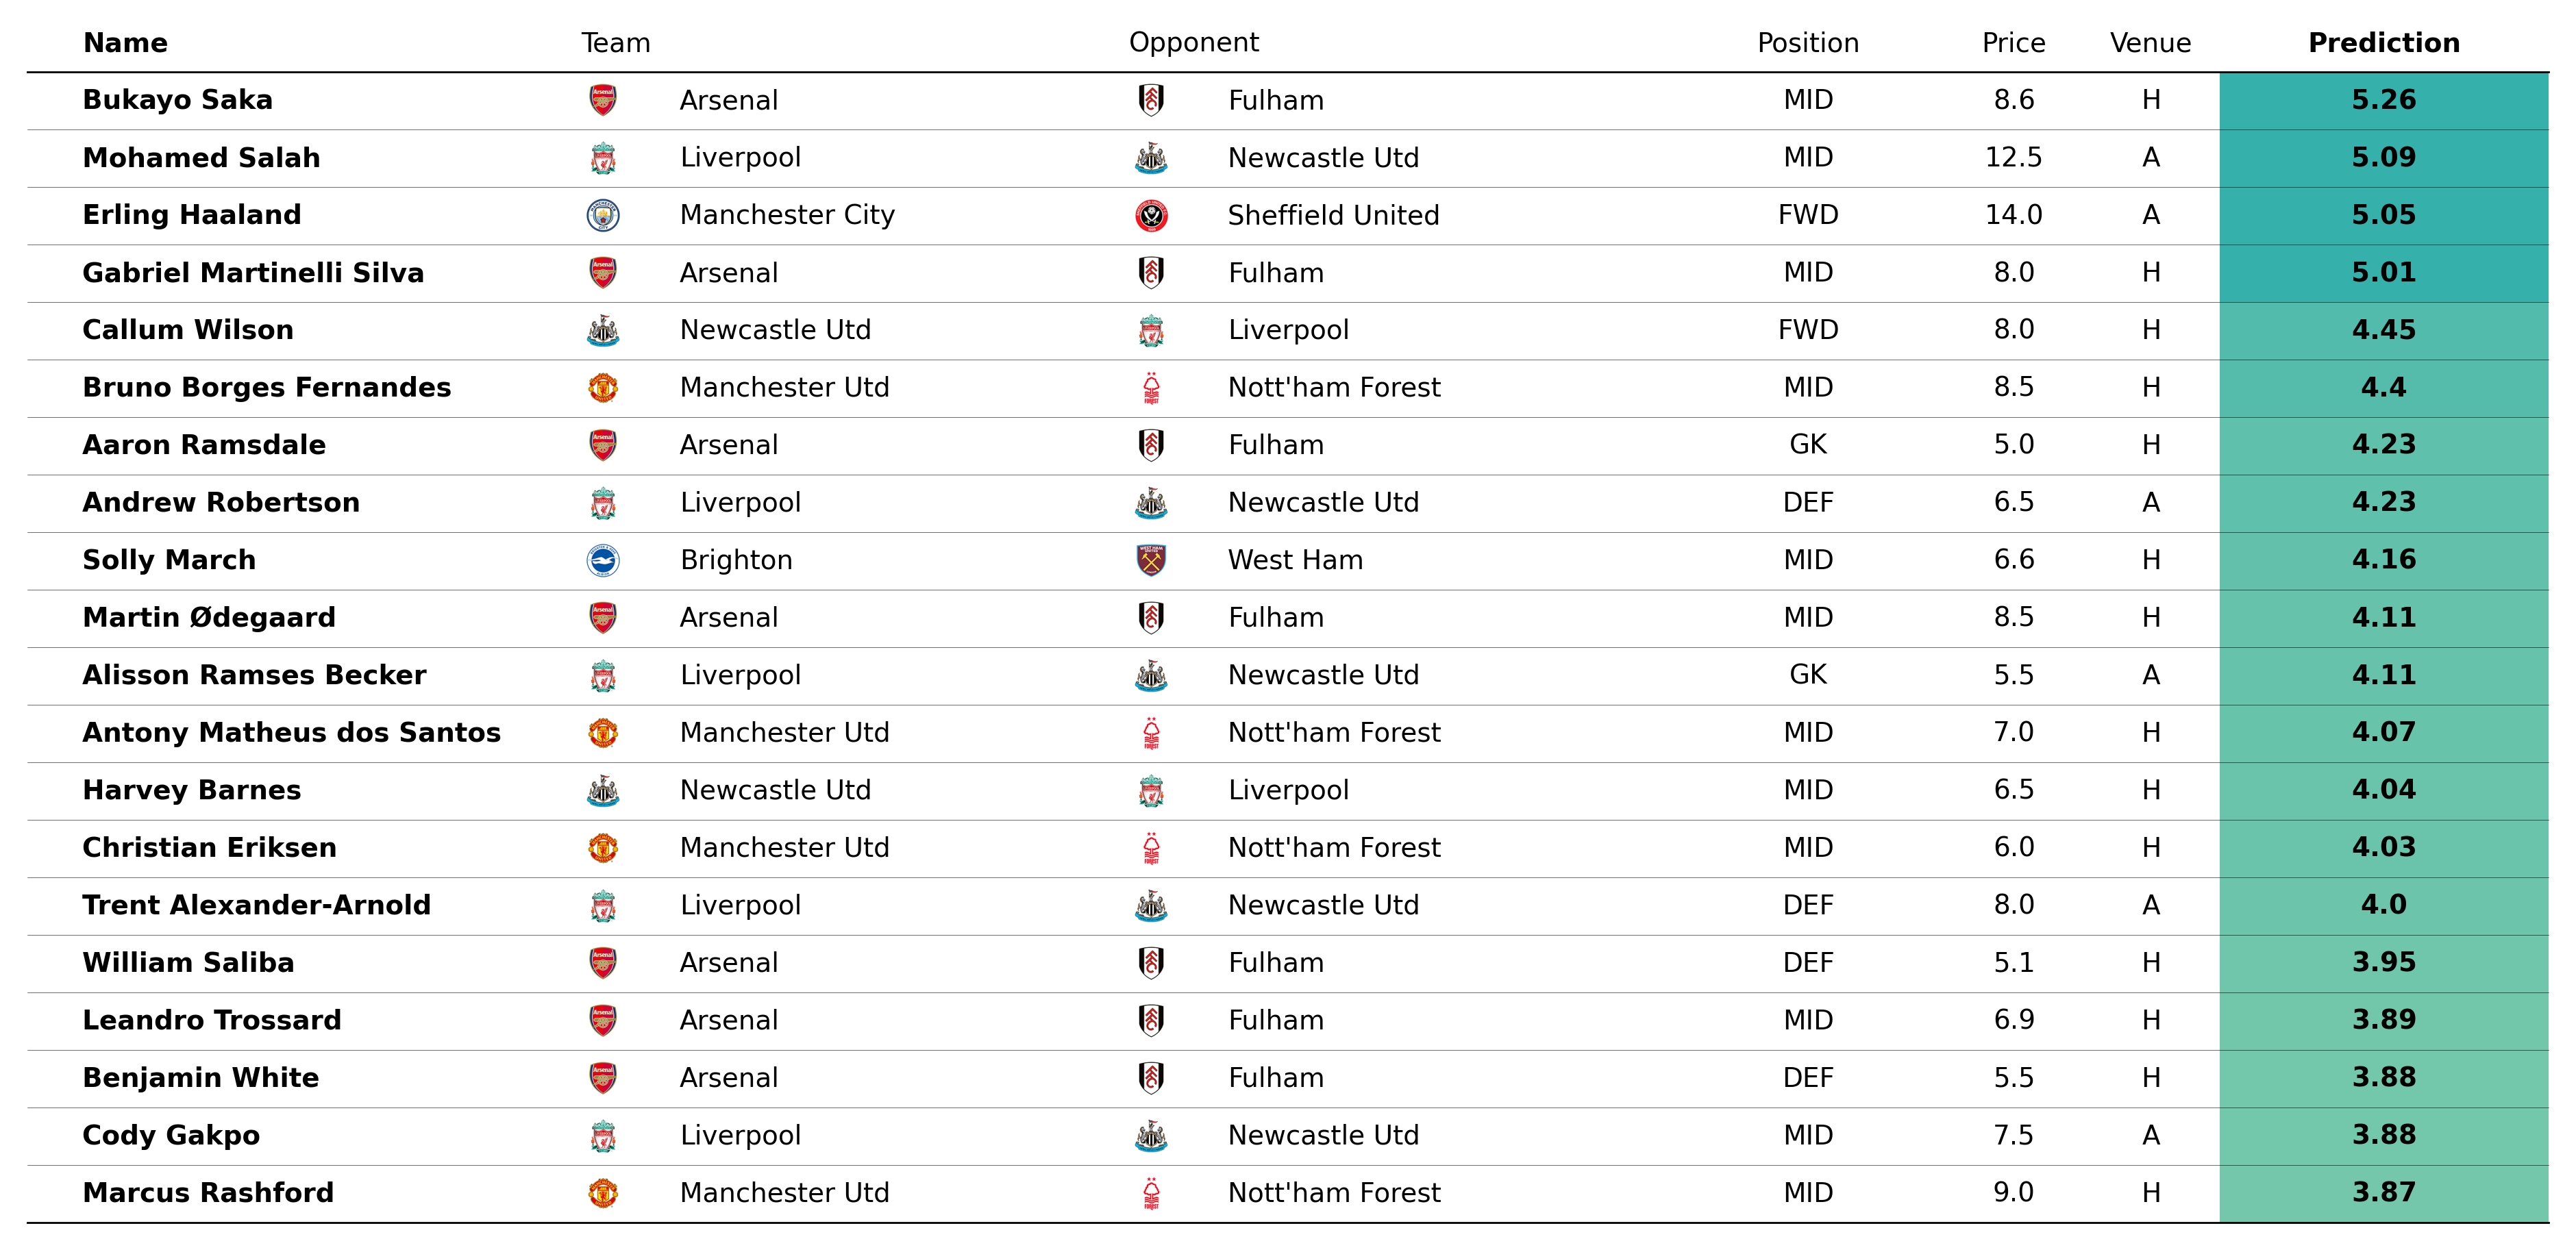 Name Team Opponent Position Price Venue Prediction
Bukayo Saka Arsenal Fulham MID 8.6 H 5.26
Mohamed Salah Liverpool Newcastle Utd MID 12.5 A 5.09
Erling Haaland Manchester City Sheffield United FWD 14.0 A 5.05
Gabriel Martinelli Silva Arsenal Fulham MID 8.0 H 5.01
Callum Wilson Newcastle Utd Liverpool FWD 8.0 H 4.45
Bruno Borges Fernandes Manchester Utd Nott'ham Forest MID 8.5 H 4.4
Aaron Ramsdale Arsenal Fulham GK 5.0 H 4.23
Andrew Robertson Liverpool Newcastle Utd DEF 6.5 A 4.23
Solly March Brighton West Ham MID 6.6 H 4.16
Martin Ødegaard Arsenal Fulham MID 8.5 H 4.11
Alisson Ramses Becker Liverpool Newcastle Utd GK 5.5 A 4.11
Antony Matheus dos Santos Manchester Utd Nott'ham Forest MID 7.0 H 4.07
Harvey Barnes Newcastle Utd Liverpool MID 6.5 H 4.04
Christian Eriksen Manchester Utd Nott'ham Forest MID 6.0 H 4.03
Trent Alexander-Arnold Liverpool Newcastle Utd DEF 8.0 A 4.0
William Saliba Arsenal Fulham DEF 5.1 H 3.95
Leandro Trossard Arsenal Fulham MID 6.9 H 3.89
Benjamin White Arsenal Fulham DEF 5.5 H 3.88
Cody Gakpo Liverpool Newcastle Utd MID 7.5 A 3.88
Marcus Rashford Manchester Utd Nott'ham Forest MID 9.0 H 3.87